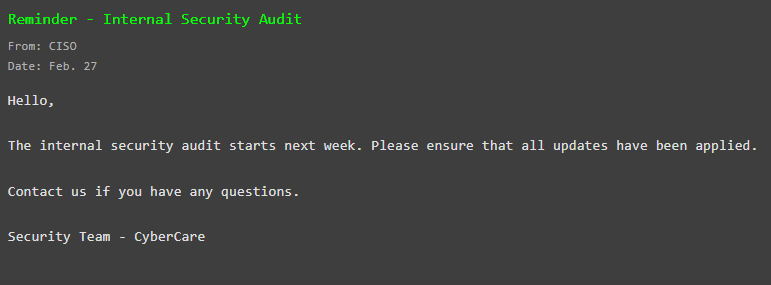 Reminder - Internal Security Audit
From: CISO
Date: Feb. 27
Hello,
The internal security audit starts next week. Please ensure that all updates have been applied.
Contact us if you have any questions.
Security Team - CyberCare